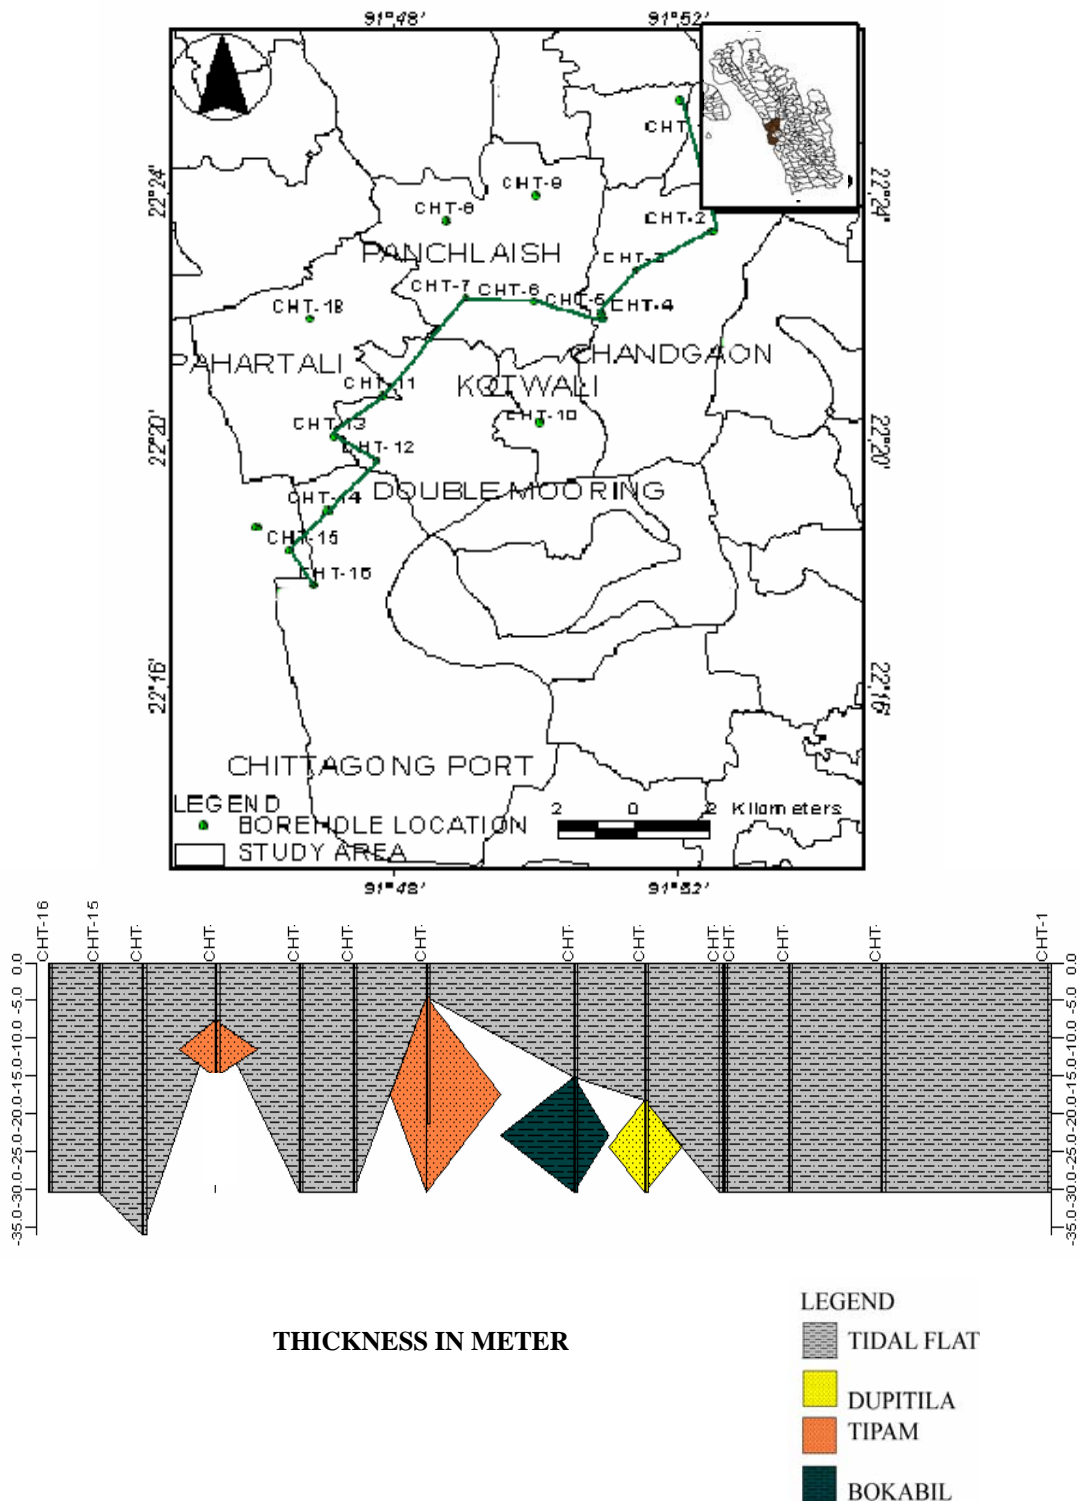 91°48' 91°52'
CHT-
22°24' 22°24'
CHT-9
CHT-8
CHT-2
PANCHLAISH
CHT-3
CHT-7 CHT-6 CHT-5 CHT-4
CHT-18
PAHARTALI
CHANDGAON
CHT-11
KOTWALI
CHT-10
22°20' 22°20'
CHT-13
CHT-12
DOUBLE MOORING
CHT-14
CHT-15
CHT-16
22°16' 22°16'
CHITTAGONG PORT
LEGEND
BOREHOLE LOCATION
STUDY AREA
2 0 2 Kilometers
91°48' 91°52'
CHT-16 CHT-15 CHT- CHT- CHT- CHT- CHT- CHT- CHT- CHT- CHT- CHT- CHT- CHT-1
0.0 0.0
-5.0 -5.0
-10.0 -10.0
-15.0 -15.0
-20.0 -20.0
-25.0 -25.0
-30.0 -30.0
-35.0 -35.0
THICKNESS IN METER
LEGEND
TIDAL FLAT
DUPITILA
TIPAM
BOKABIL